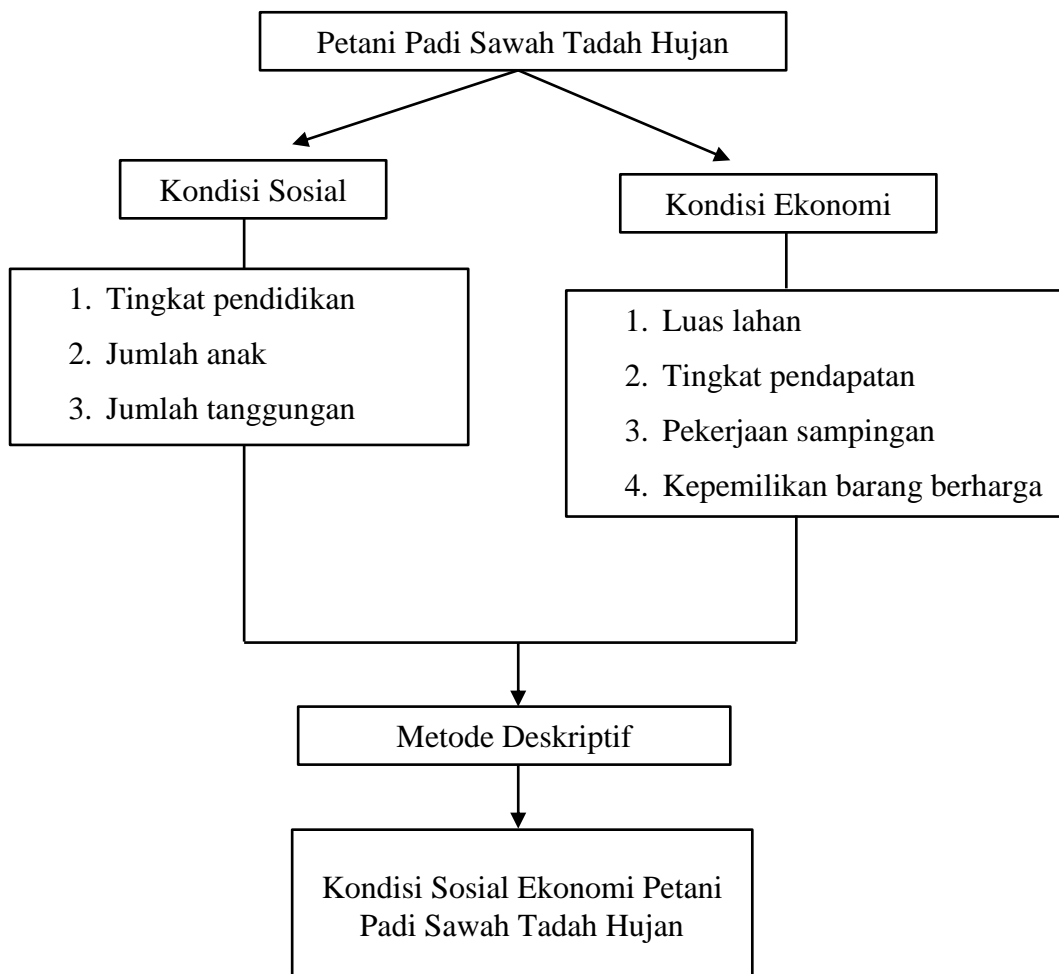 Petani Padi Sawah Tadah Hujan
Kondisi Sosial
1. Tingkat pendidikan
2. Jumlah anak
3. Jumlah tanggungan
Kondisi Ekonomi
1. Luas lahan
2. Tingkat pendapatan
3. Pekerjaan sampingan
4. Kepemilikan barang berharga
Metode Deskriptif
Kondisi Sosial Ekonomi Petani
Padi Sawah Tadah Hujan